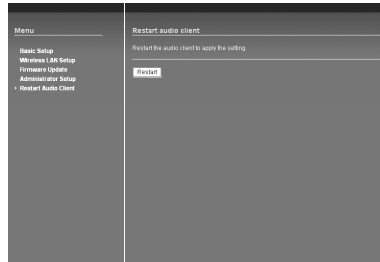 Menu
Basic Setup
Wireless LAN Setup
Firmware Update
Administrator Setup
Restart Audio Client
Restart audio client
Restart the audio client to apply the setting.
Restart